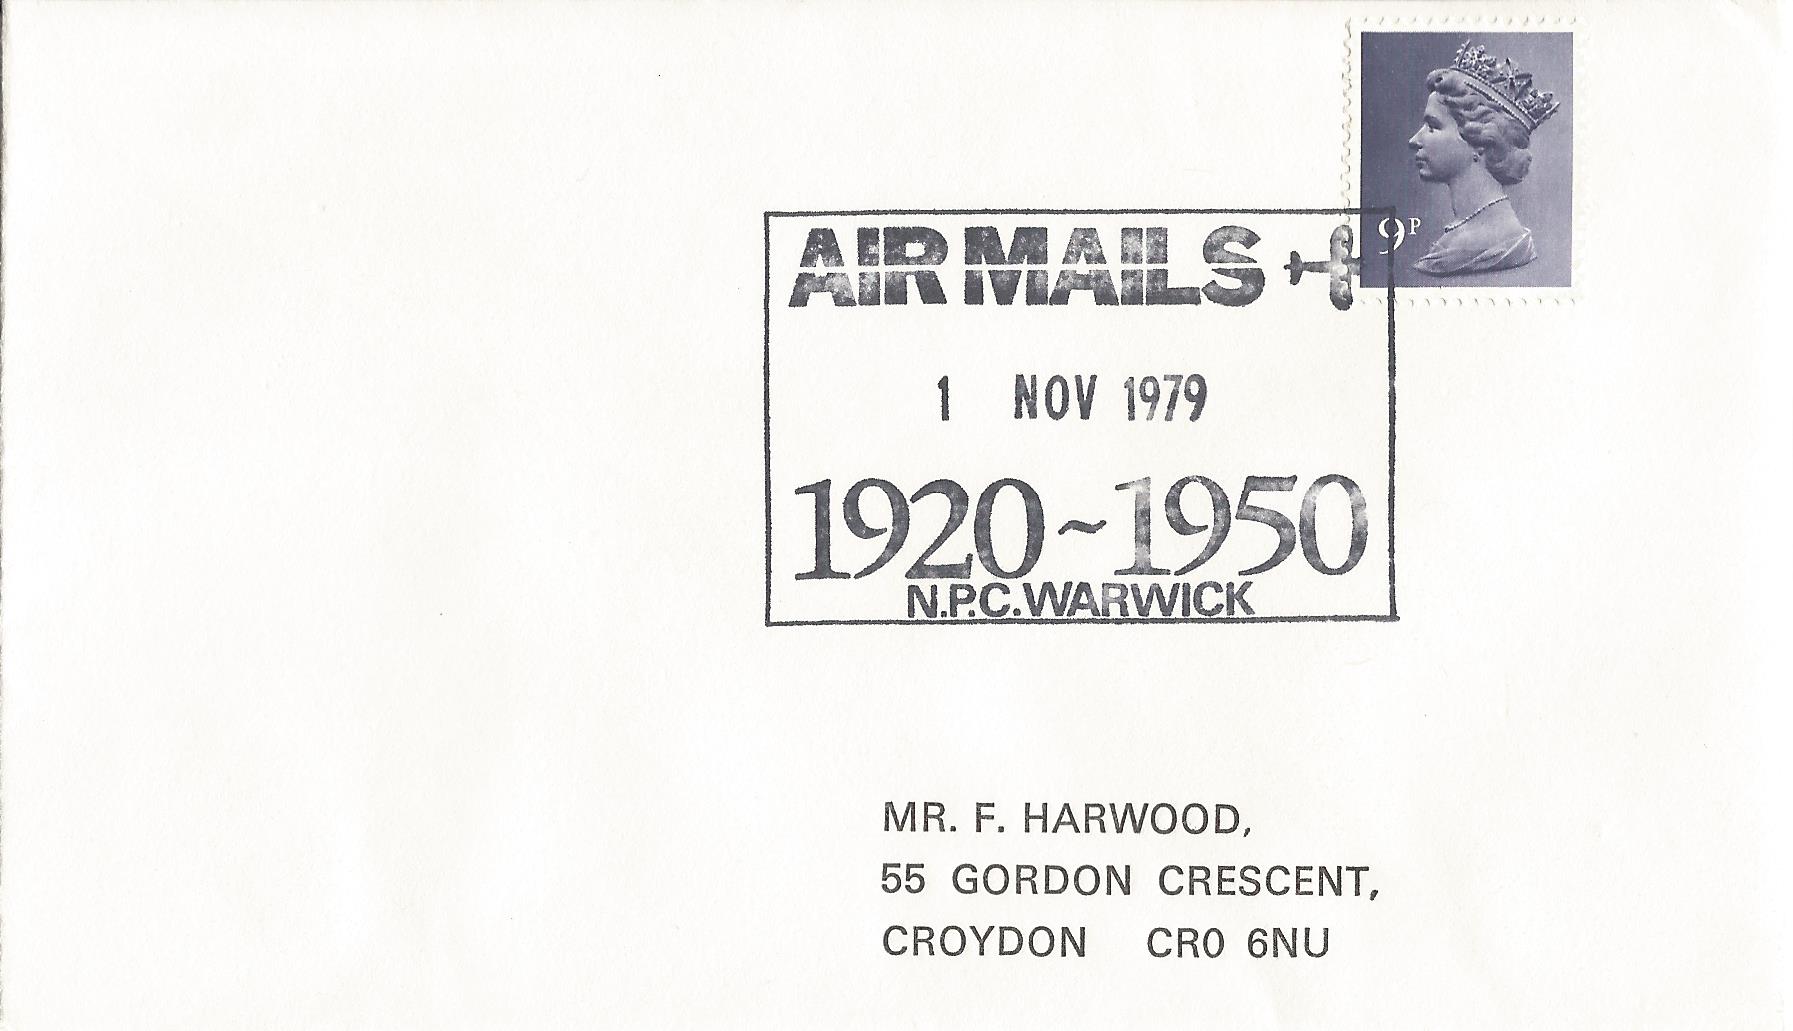 9P
AIR MAILS
1 NOV 1979
1920~1950
N.P.C. WARWICK
MR. F. HARWOOD,
55 GORDON CRESCENT,
CROYDON CR0 6NU